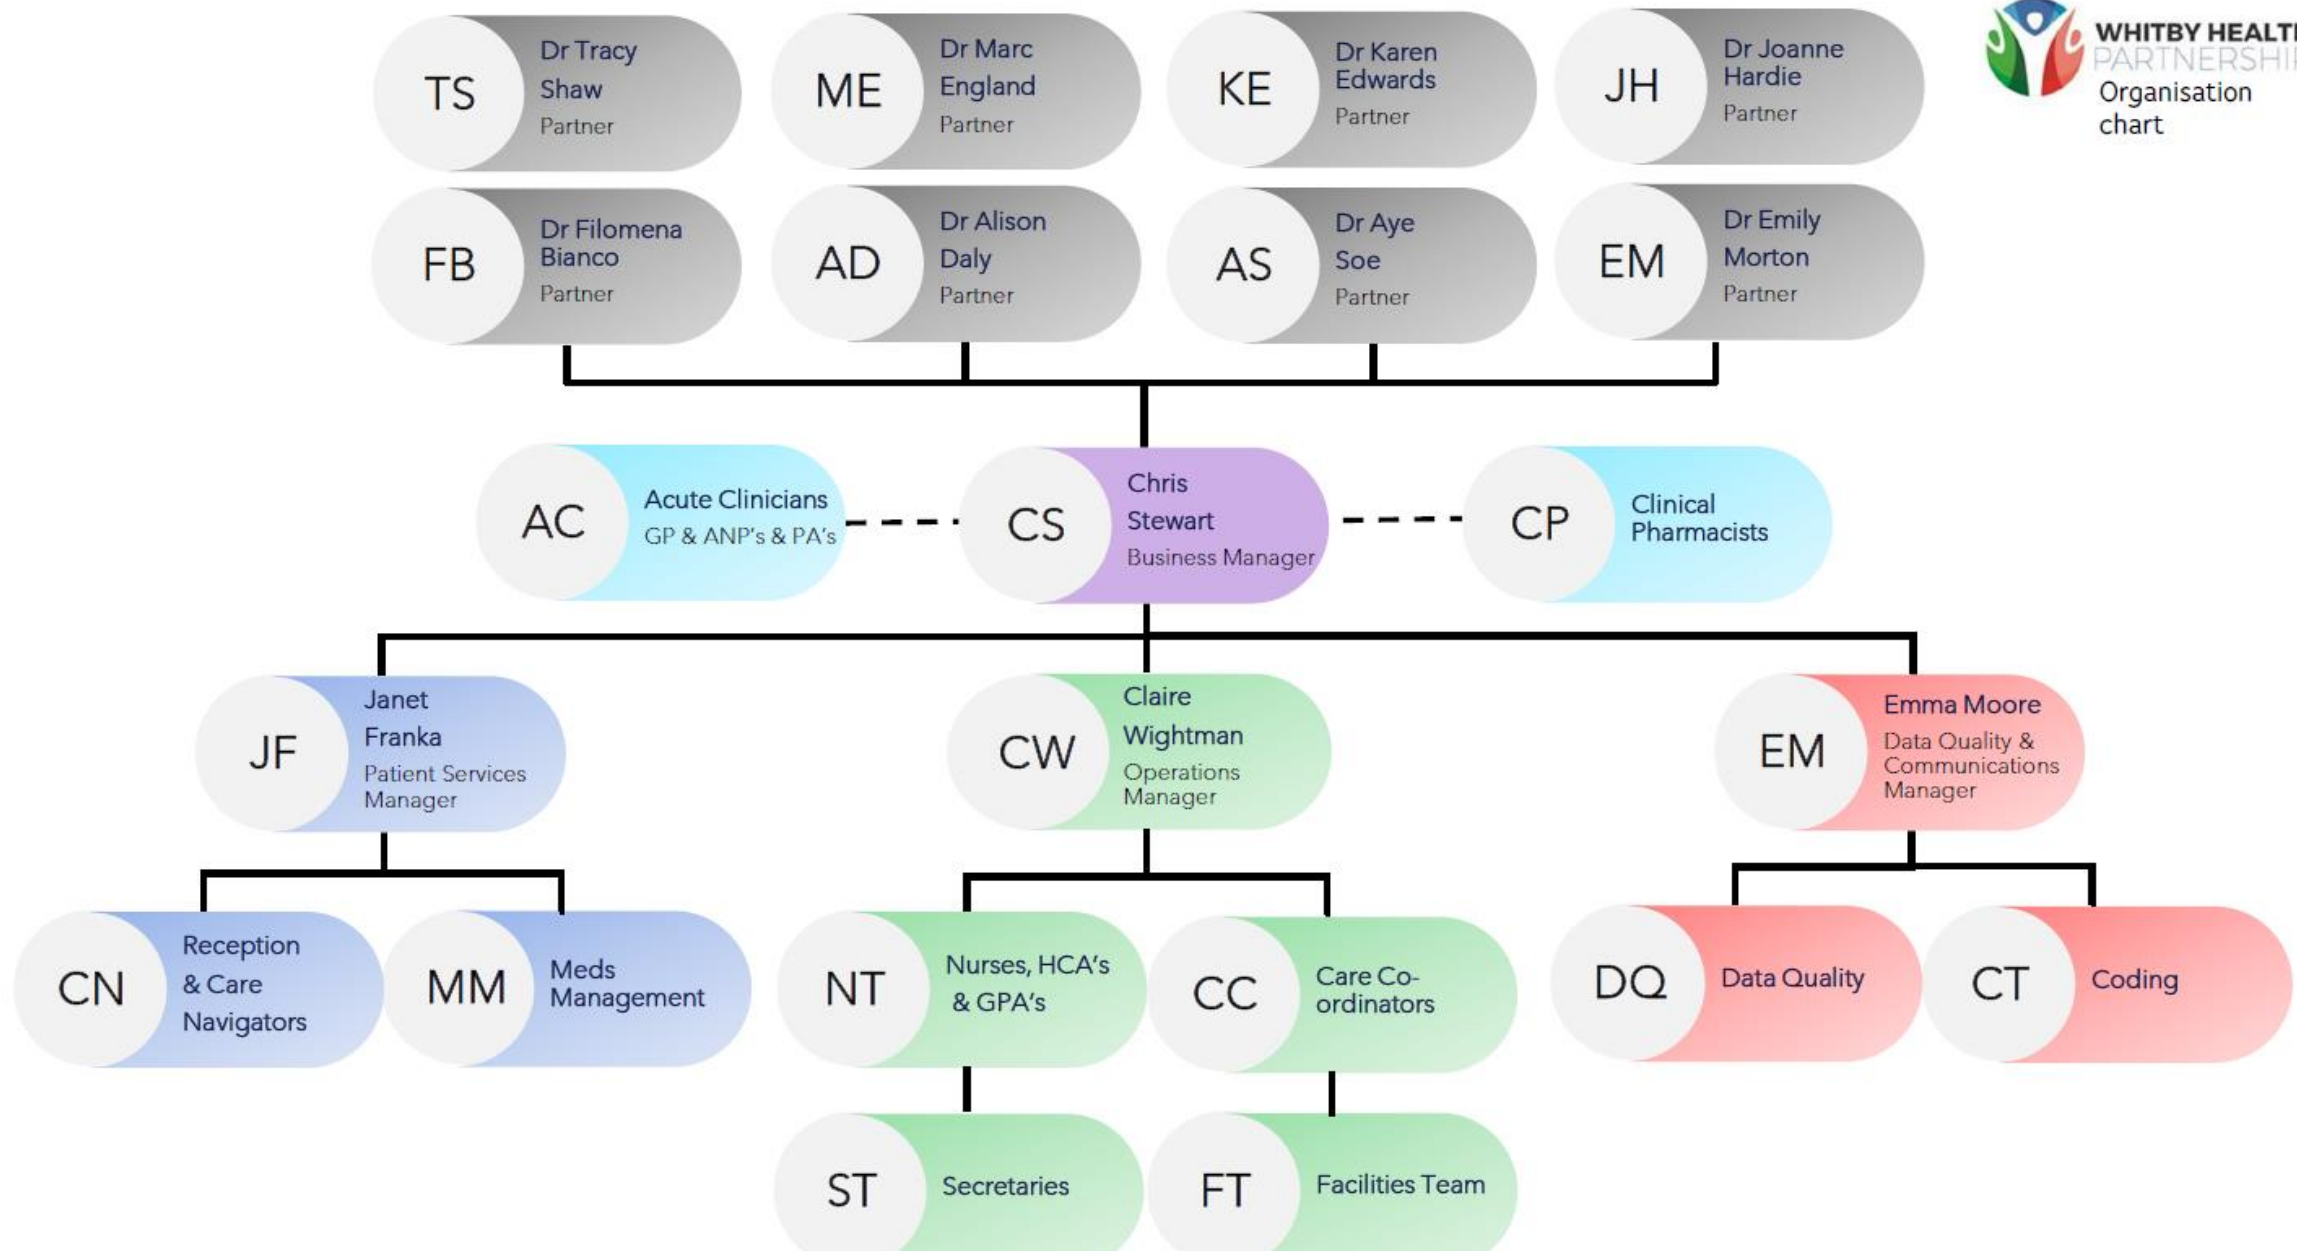 TS
Dr Tracy
Shaw
Partner
ME
Dr Marc
England
Partner
KE
Dr Karen
Edwards
Partner
JH
Dr Joanne
Hardie
Partner
WHITBY HEALTH
PARTNERSHIP
Organisation
chart
FB
Dr Filomena
Bianco
Partner
AD
Dr Alison
Daly
Partner
AS
Dr Aye
Soe
Partner
EM
Dr Emily
Morton
Partner
AC
Acute Clinicians
GP & ANP's & PA's
CS
Chris
Stewart
Business Manager
CP
Clinical
Pharmacists
JF
Janet
Franka
Patient Services
Manager
CW
Claire
Wightman
Operations
Manager
EM
Emma Moore
Data Quality &
Communications
Manager
CN
Reception
& Care
Navigators
MM
Meds
Management
NT
Nurses, HCA's
& GPA's
CC
Care Co-
ordinators
DQ
Data Quality
CT
Coding
ST
Secretaries
FT
Facilities Team